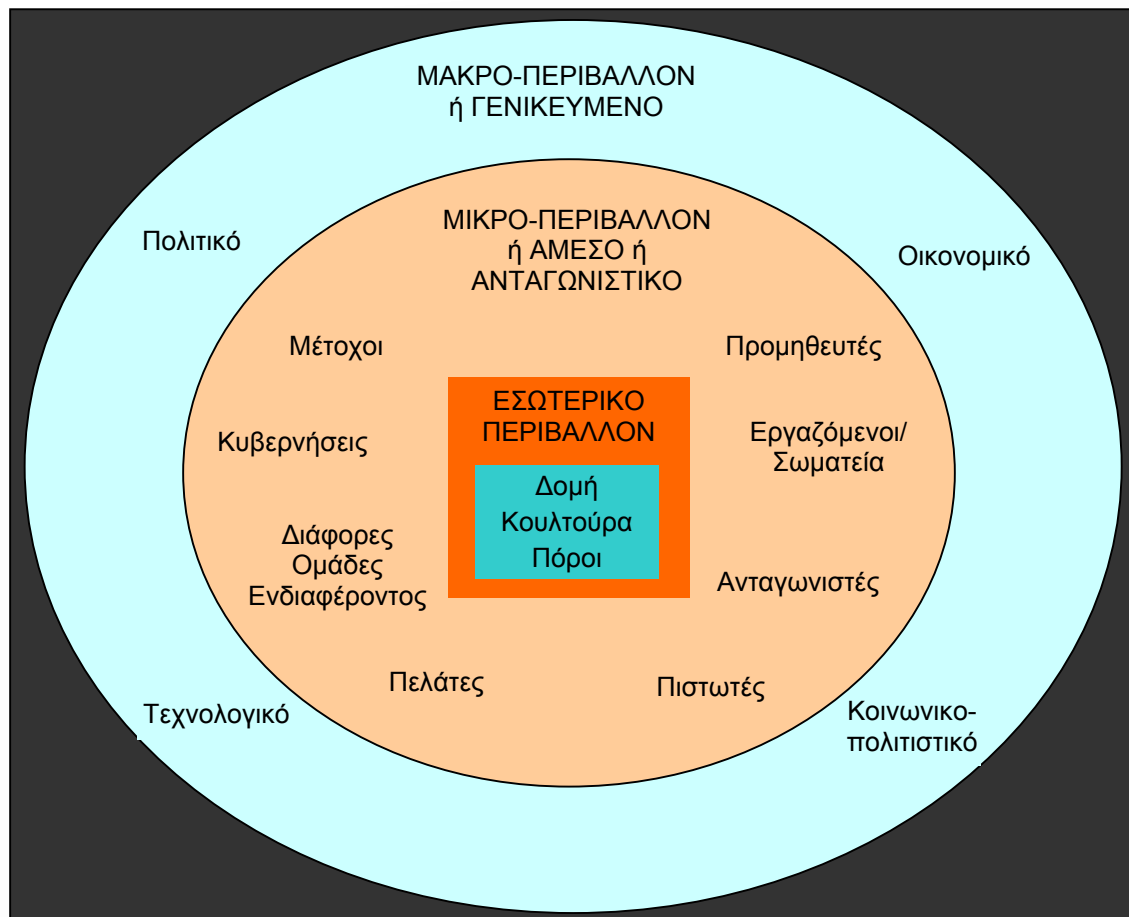 ΜΑΚΡΟ-ΠΕΡΙΒΑΛΛΟΝ
ή ΓΕΝΙΚΕΥΜΕΝΟ
Πολιτικό
Οικονομικό
ΜΙΚΡΟ-ΠΕΡΙΒΑΛΛΟΝ
ή ΑΜΕΣΟ ή
ΑΝΤΑΓΩΝΙΣΤΙΚΟ
Μέτοχοι
Προμηθευτές
ΕΣΩΤΕΡΙΚΟ
ΠΕΡΙΒΑΛΛΟΝ
Κυβερνήσεις
Εργαζόμενοι/
Σωματεία
Δομή
Κουλτούρα
Πόροι
Διάφορες
Ομάδες
Ενδιαφέροντος
Ανταγωνιστές
Πελάτες
Πιστωτές
Τεχνολογικό
Κοινωνικο-
πολιτιστικό